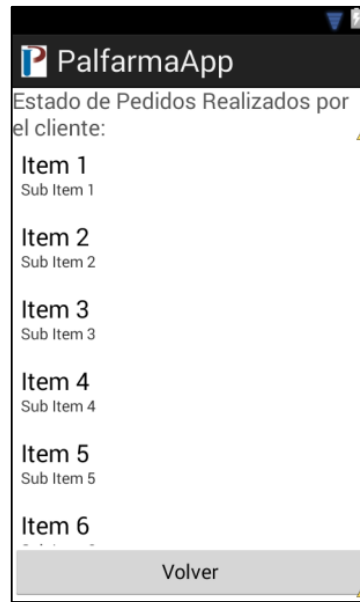 PalfarmaApp
Estado de Pedidos Realizados por
el cliente:
Item 1
Sub Item 1
Item 2
Sub Item 2
Item 3
Sub Item 3
Item 4
Sub Item 4
Item 5
Sub Item 5
Item 6
Volver